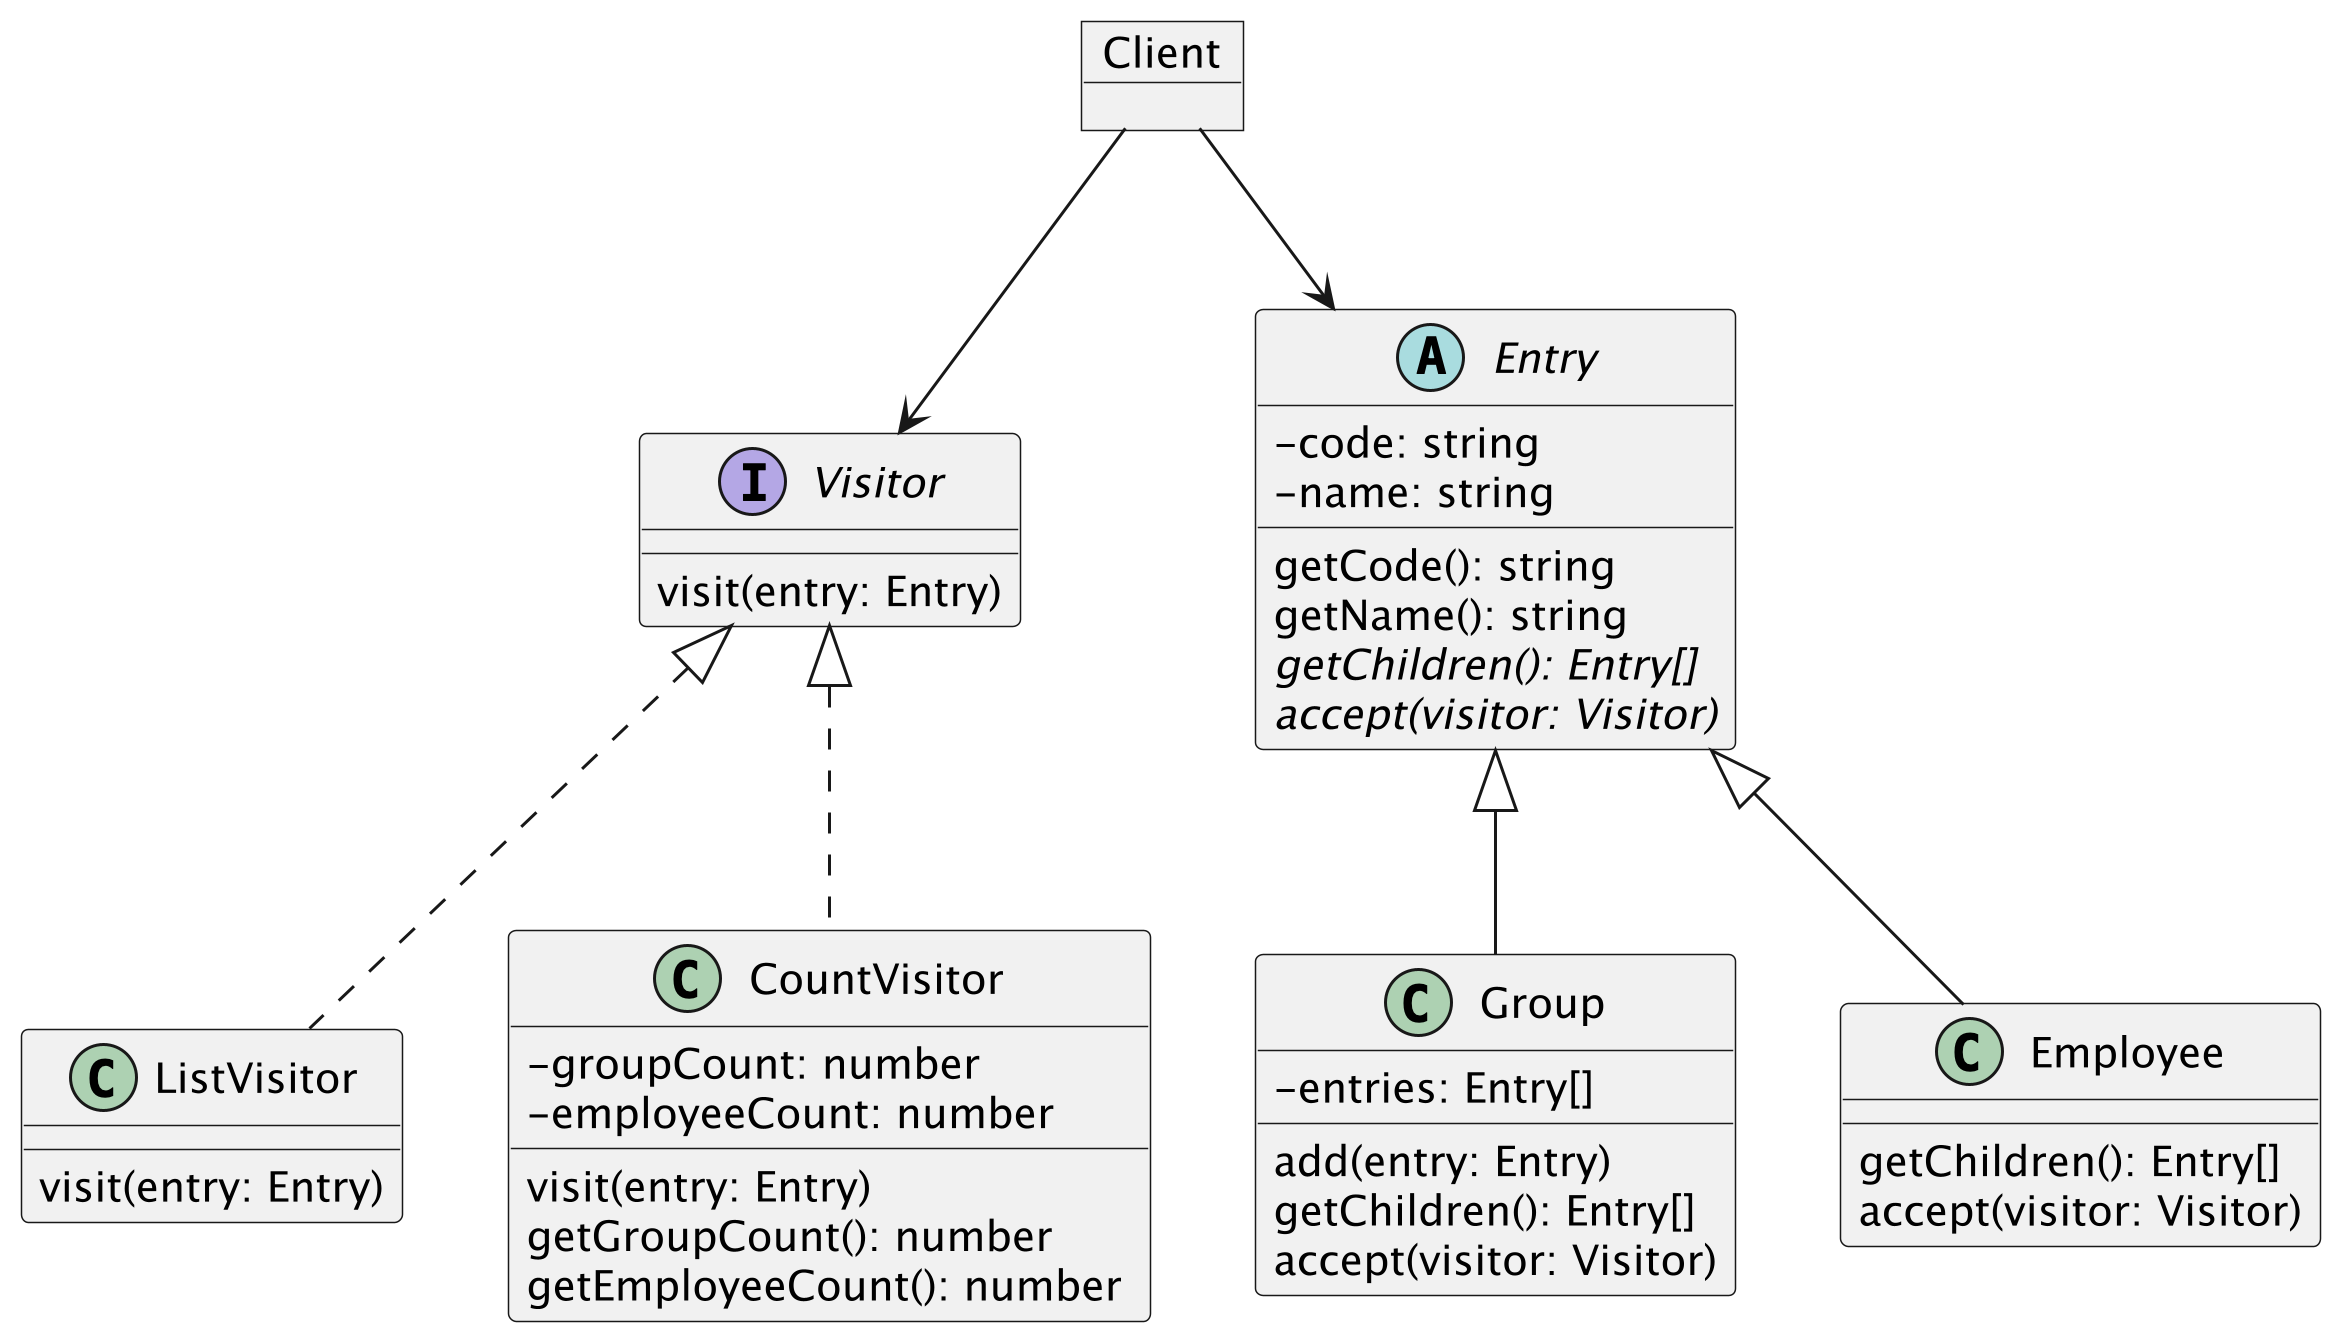 Client
I Visitor
visit(entry: Entry)
A Entry
-code: string
-name: string
getCode(): string
getName(): string
getChildren(): Entry[]
accept(visitor: Visitor)
C ListVisitor
visit(entry: Entry)
C CountVisitor
-groupCount: number
-employeeCount: number
visit(entry: Entry)
getGroupCount(): number
getEmployeeCount(): number
C Group
-entries: Entry[]
add(entry: Entry)
getChildren(): Entry[]
accept(visitor: Visitor)
C Employee
getChildren(): Entry[]
accept(visitor: Visitor)